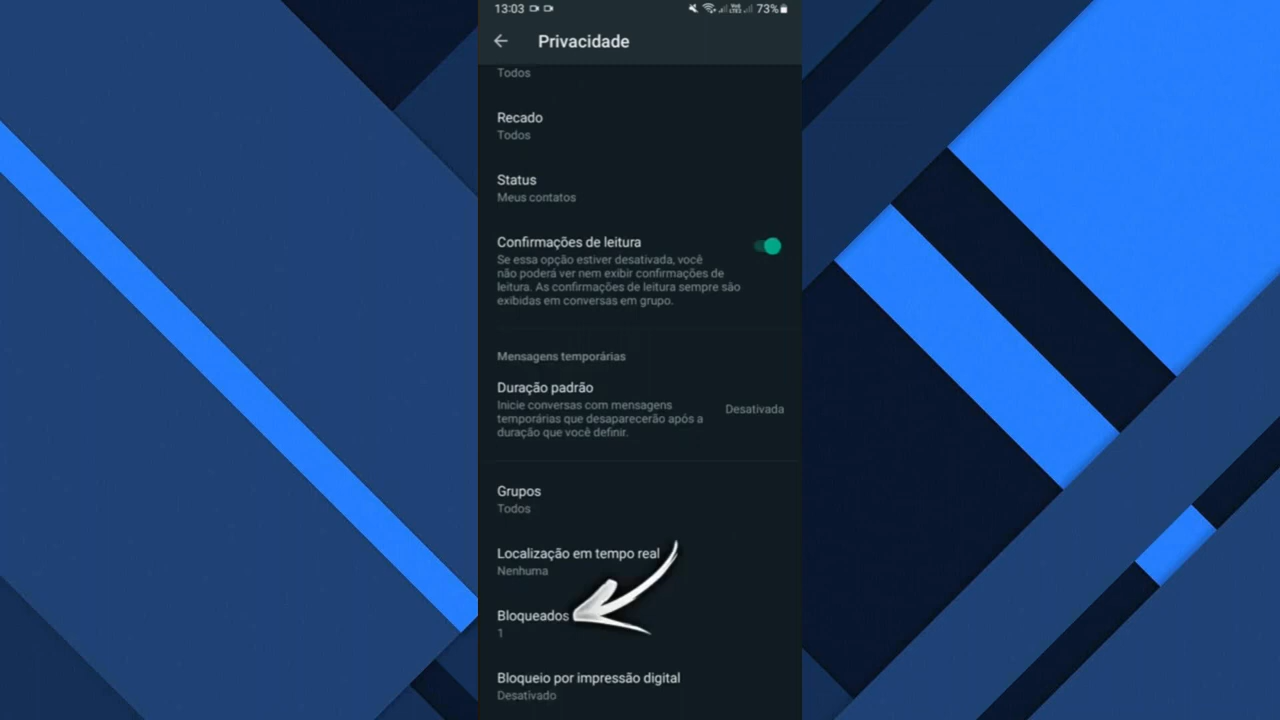 13:03 73%
Privacidade
Todos
Recado
Todos
Status
Meus contatos
Confirmações de leitura
Se essa opção estiver desativada, você
não poderá ver nem exibir confirmações de
leitura. As confirmações de leitura sempre são
exibidas em conversas em grupo.
Mensagens temporárias
Duração padrão
Inicie conversas com mensagens
temporárias que desaparecerão após a
duração que você definir.
Desativada
Grupos
Todos
Localização em tempo real
Nenhuma
Bloqueados
1
Bloqueio por impressão digital
Desativado